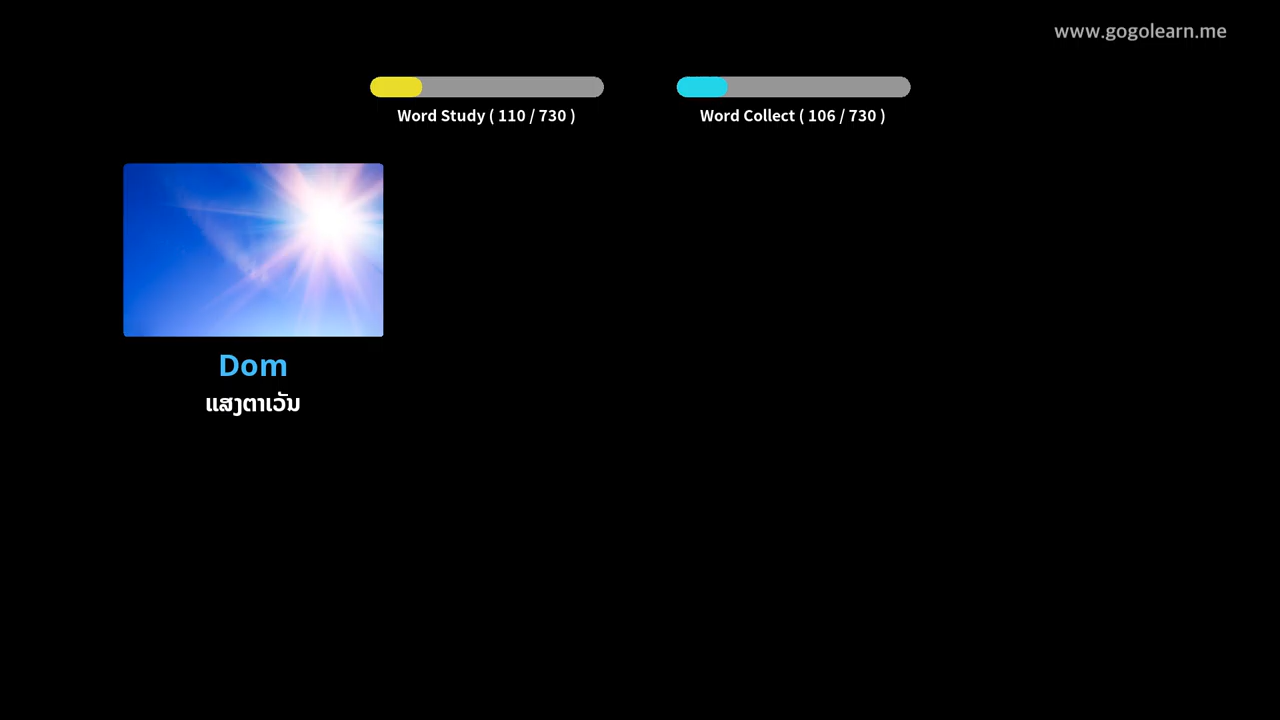 www.gogolearn.me
Word Study ( 110 / 730 )
Word Collect ( 106 / 730 )
Dom
ແສງຕາເວັນ